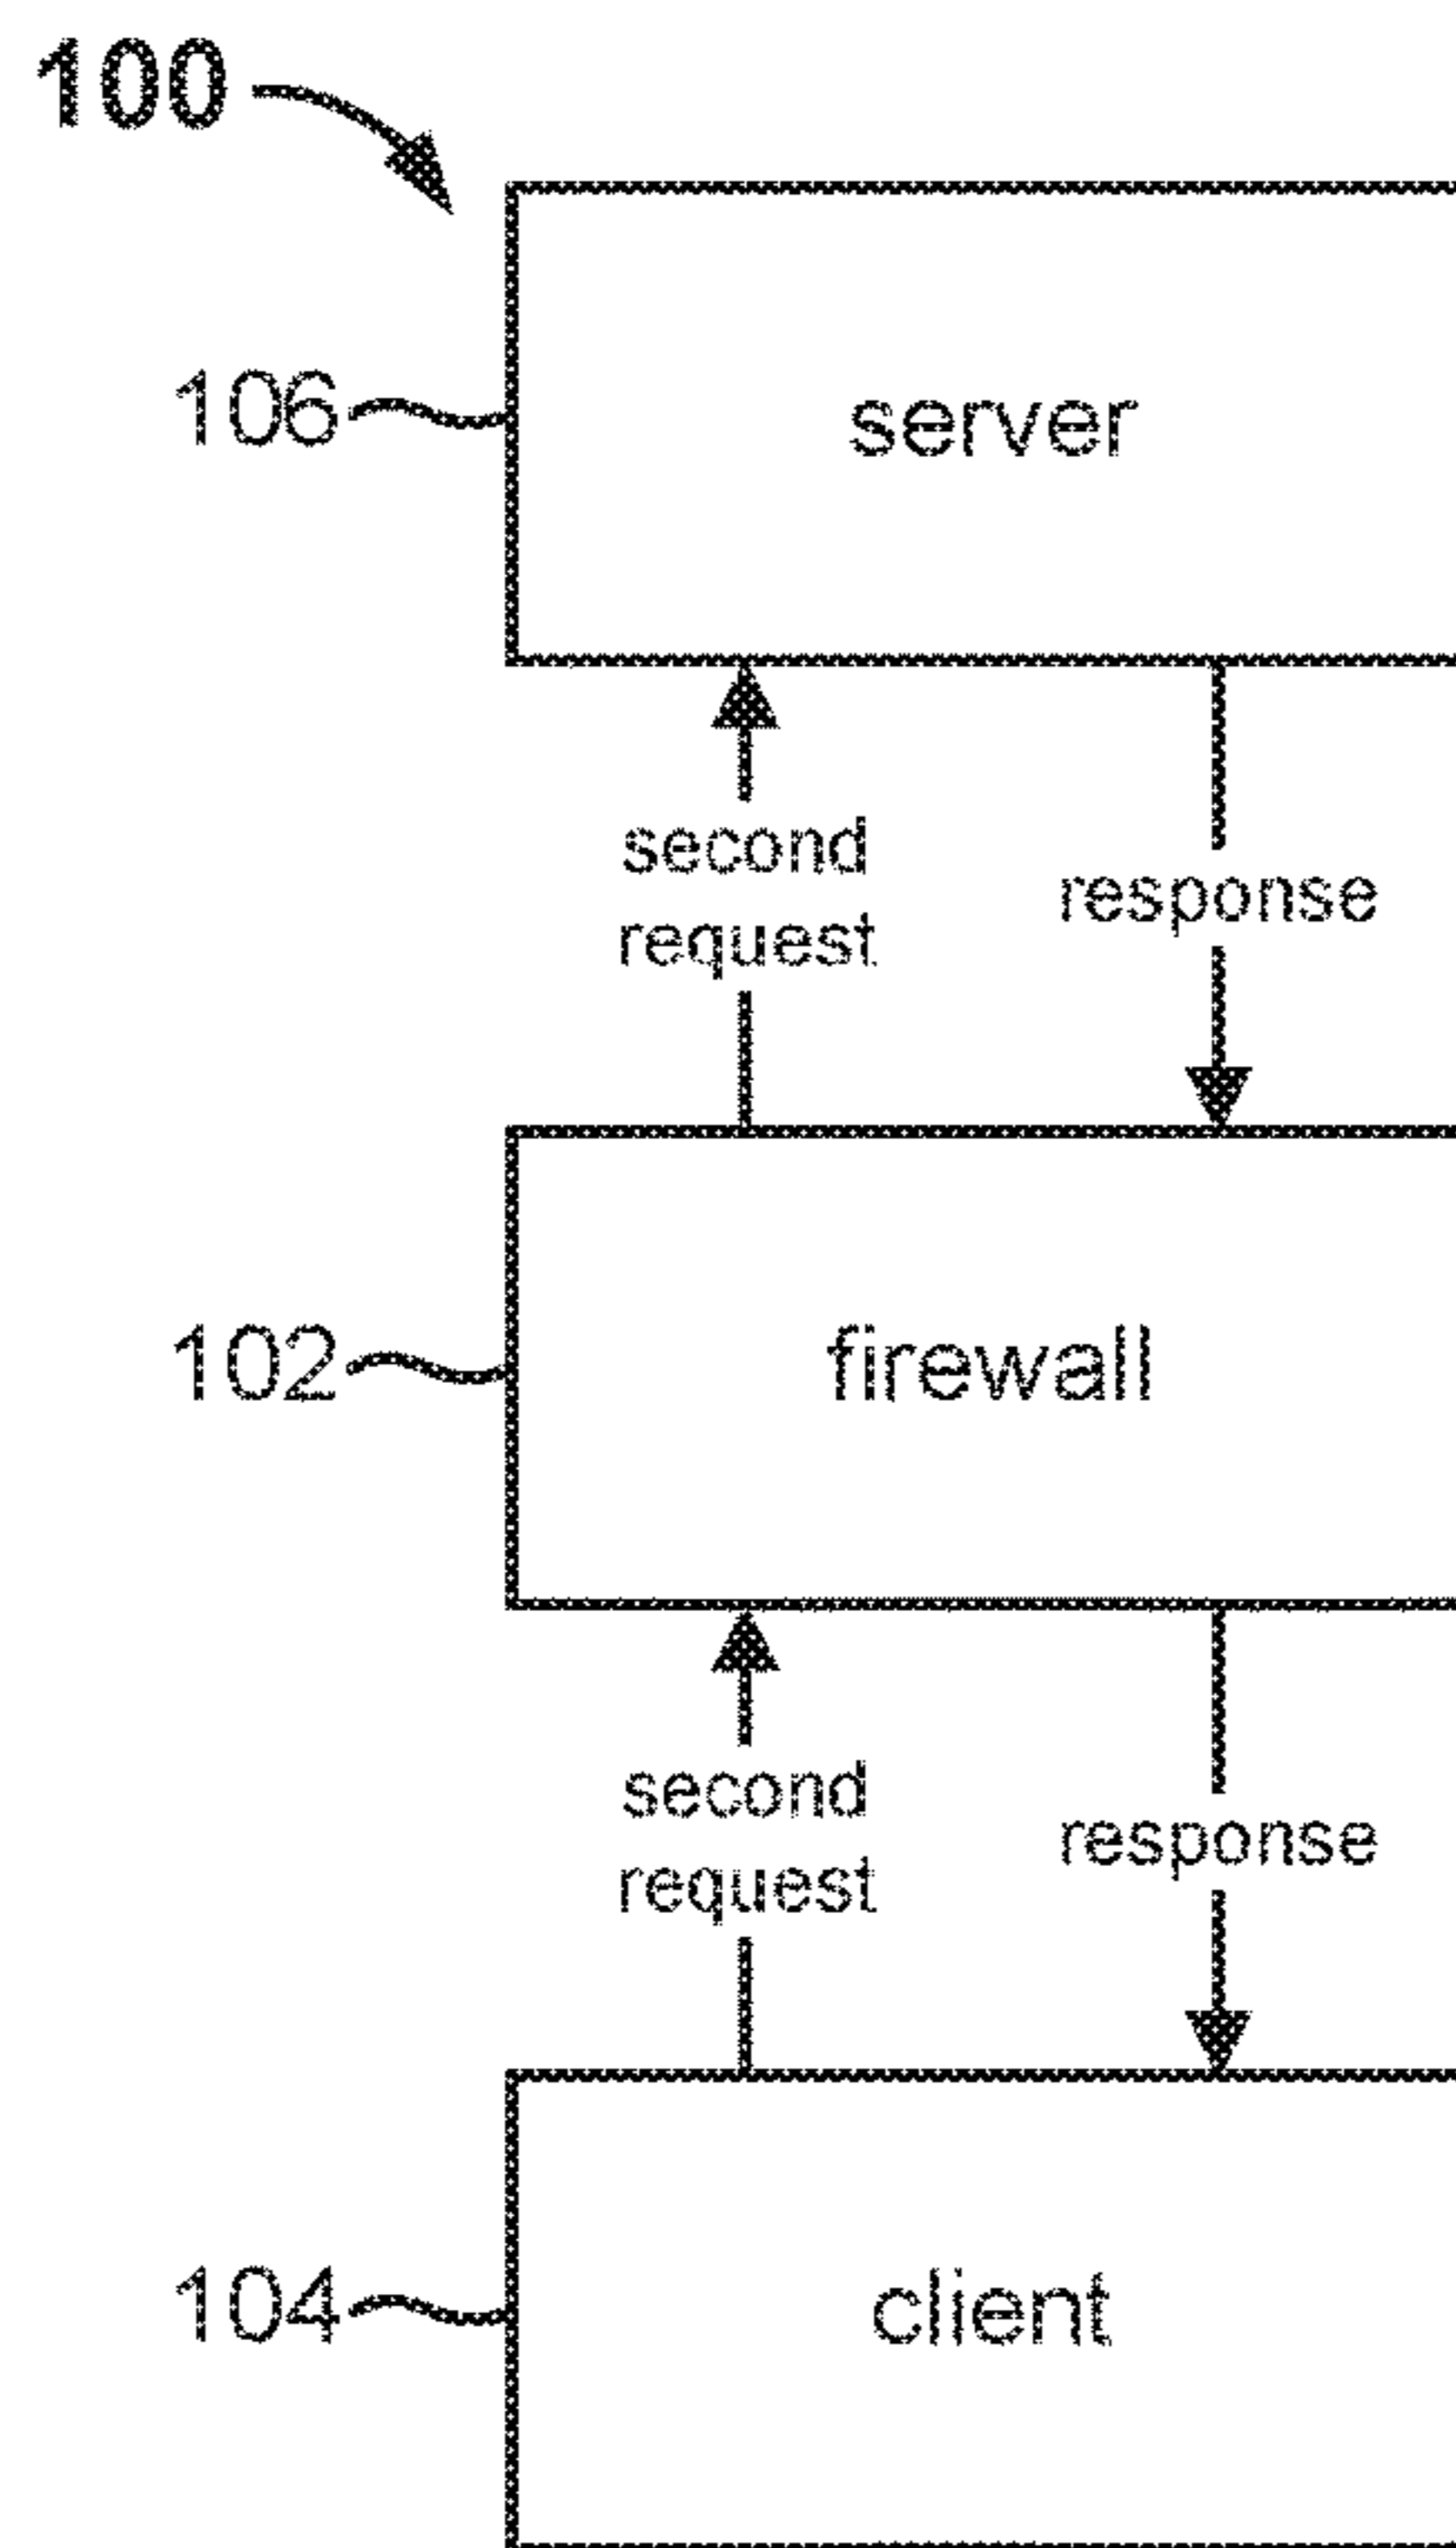 100
106
server
second
request
response
102
firewall
second
request
response
104
client